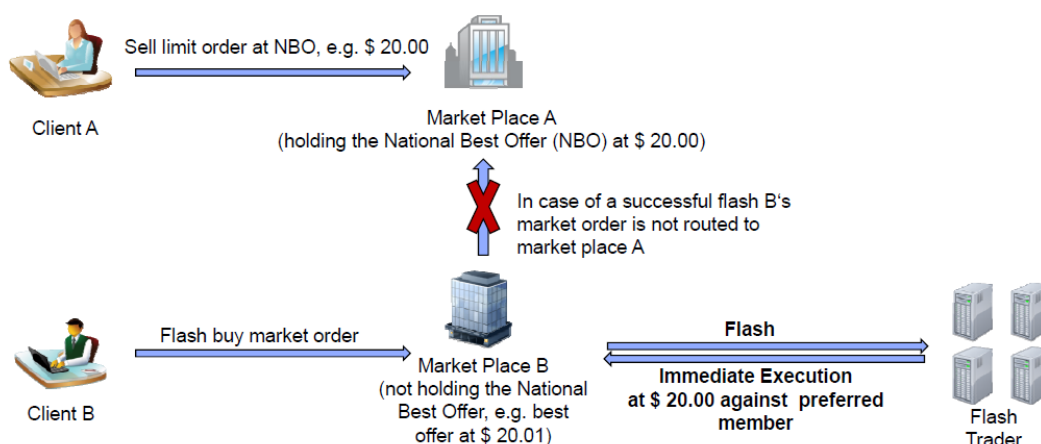 Sell limit order at NBO, e.g. $ 20.00
Client A
Market Place A
(holding the National Best Offer (NBO) at $ 20.00)
In case of a successful flash B‘s
market order is not routed to
market place A
Flash buy market order
Client B
Market Place B
(not holding the National
Best Offer, e.g. best
offer at $ 20.01)
Flash
Immediate Execution
at $ 20.00 against preferred
member
Flash
Trader